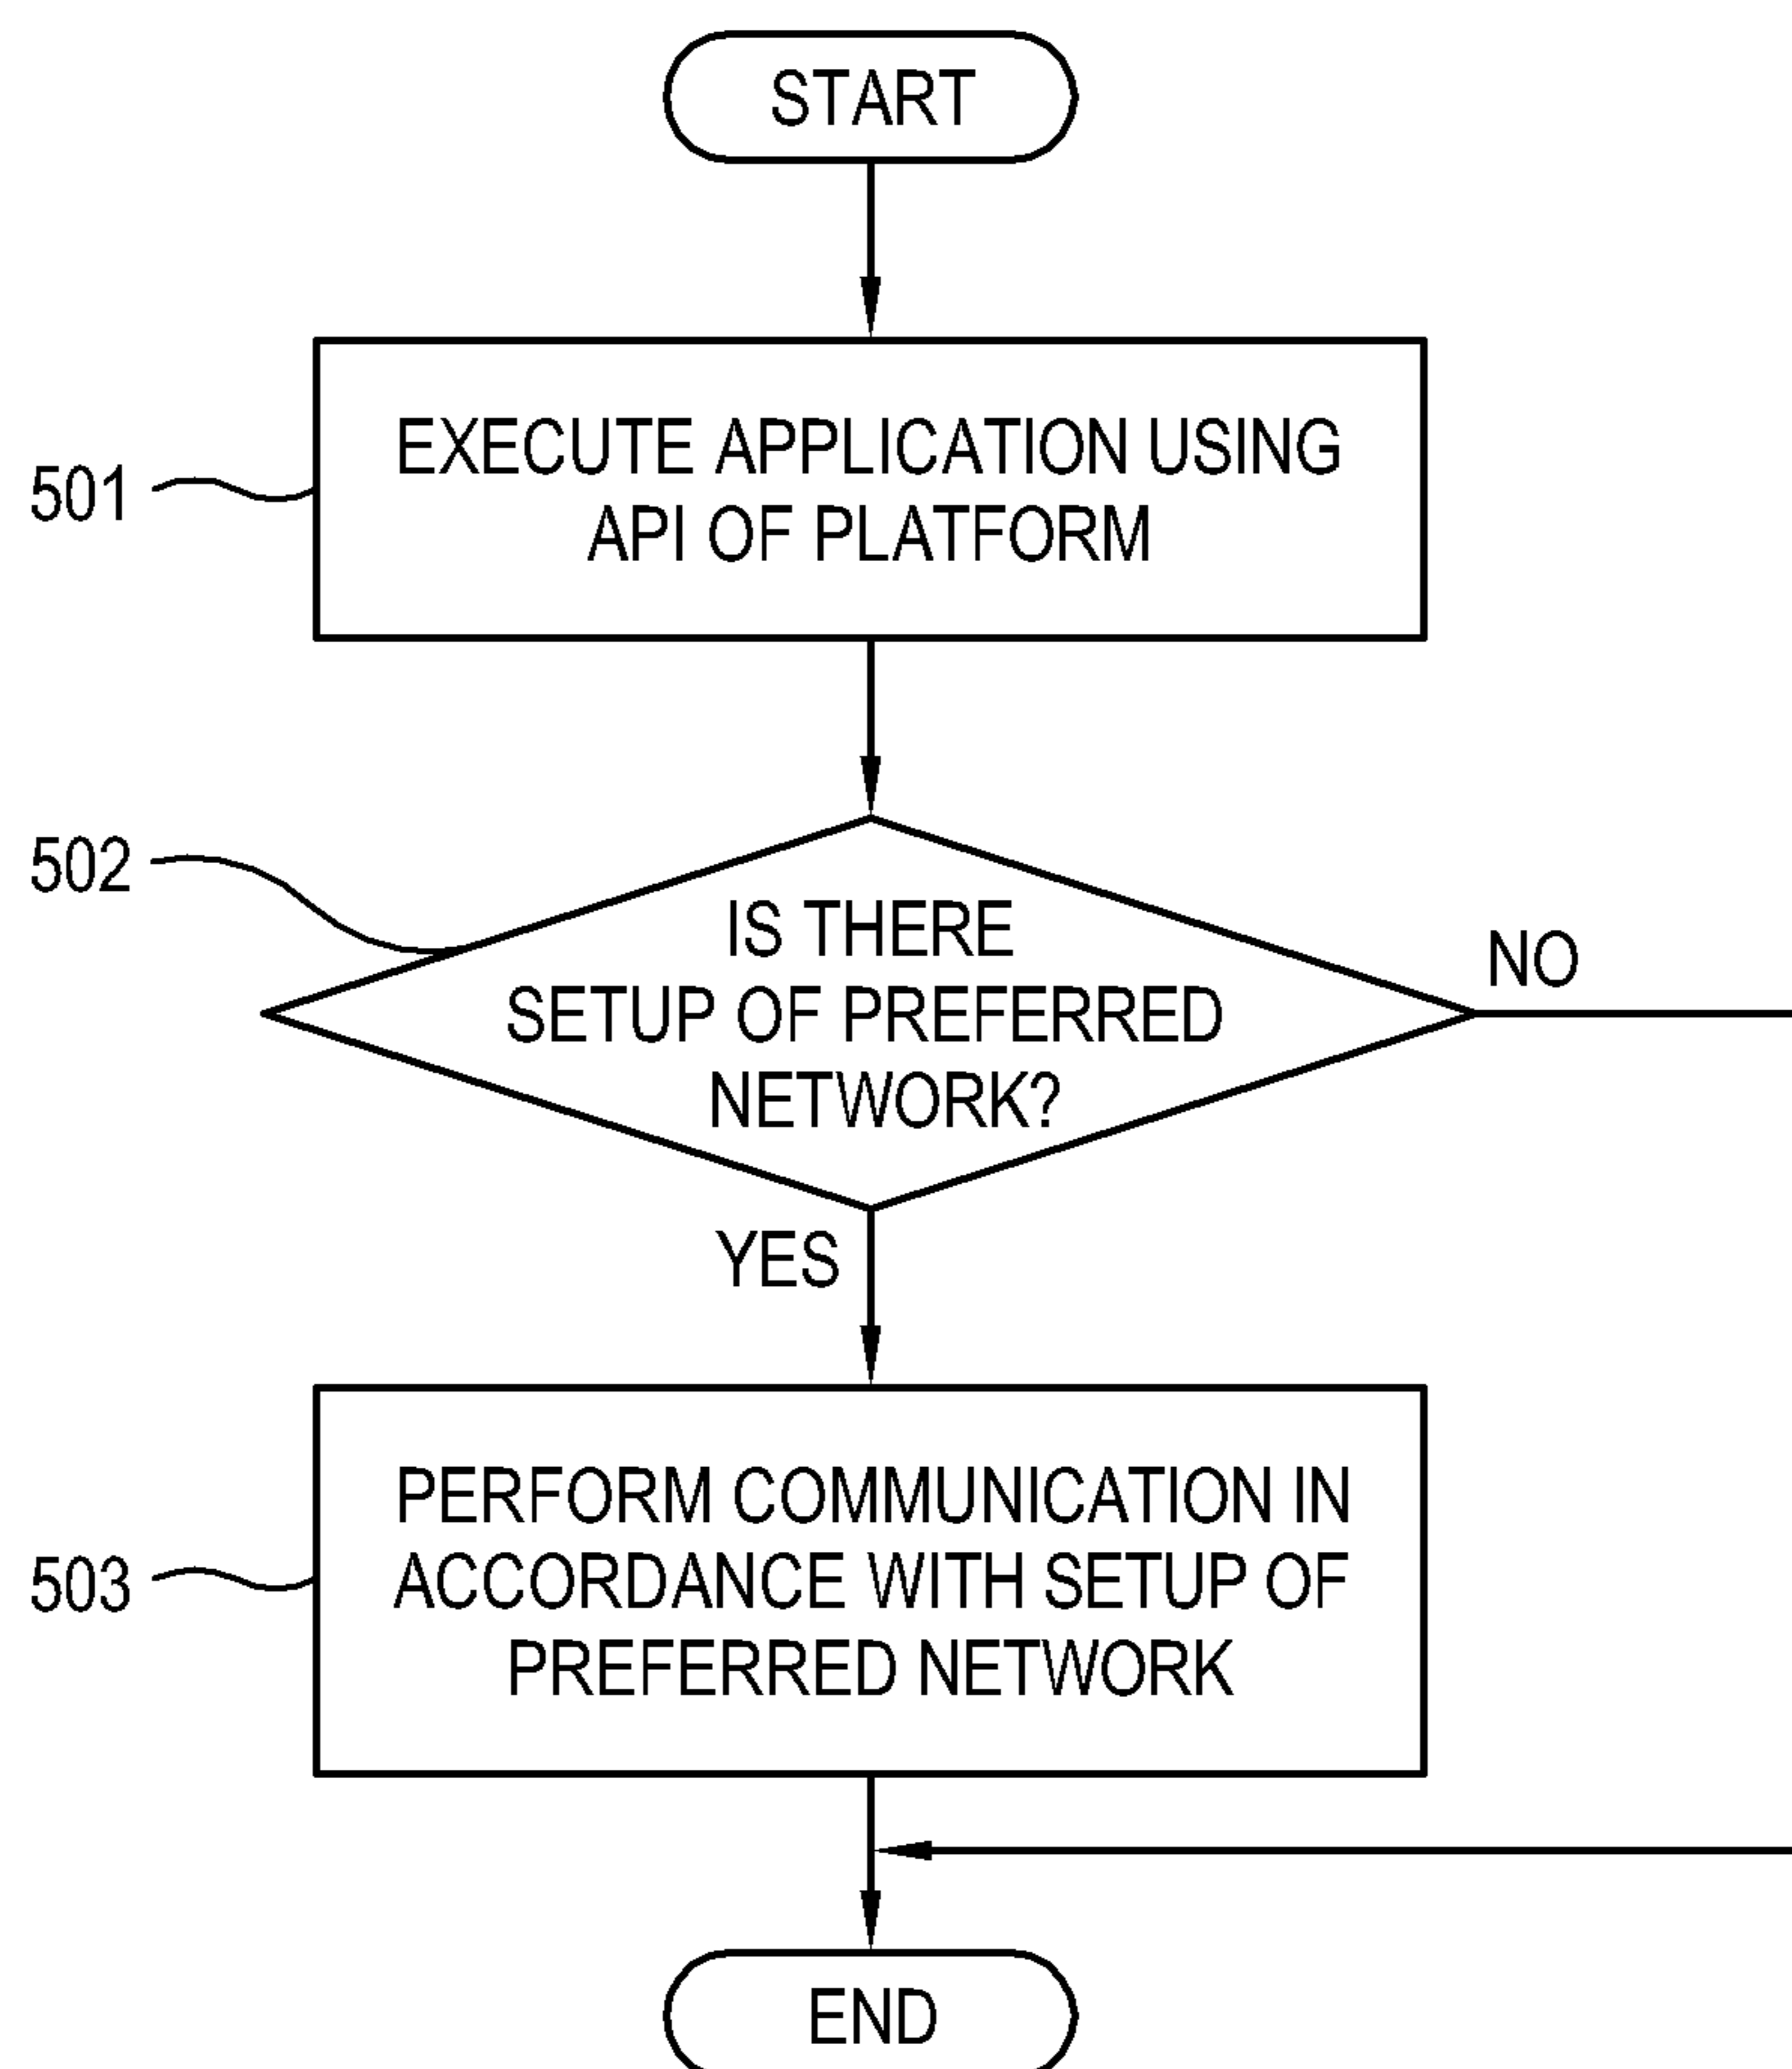 START
501
EXECUTE APPLICATION USING
API OF PLATFORM
502
IS THERE
SETUP OF PREFERRED
NETWORK?
NO
YES
503
PERFORM COMMUNICATION IN
ACCORDANCE WITH SETUP OF
PREFERRED NETWORK
END